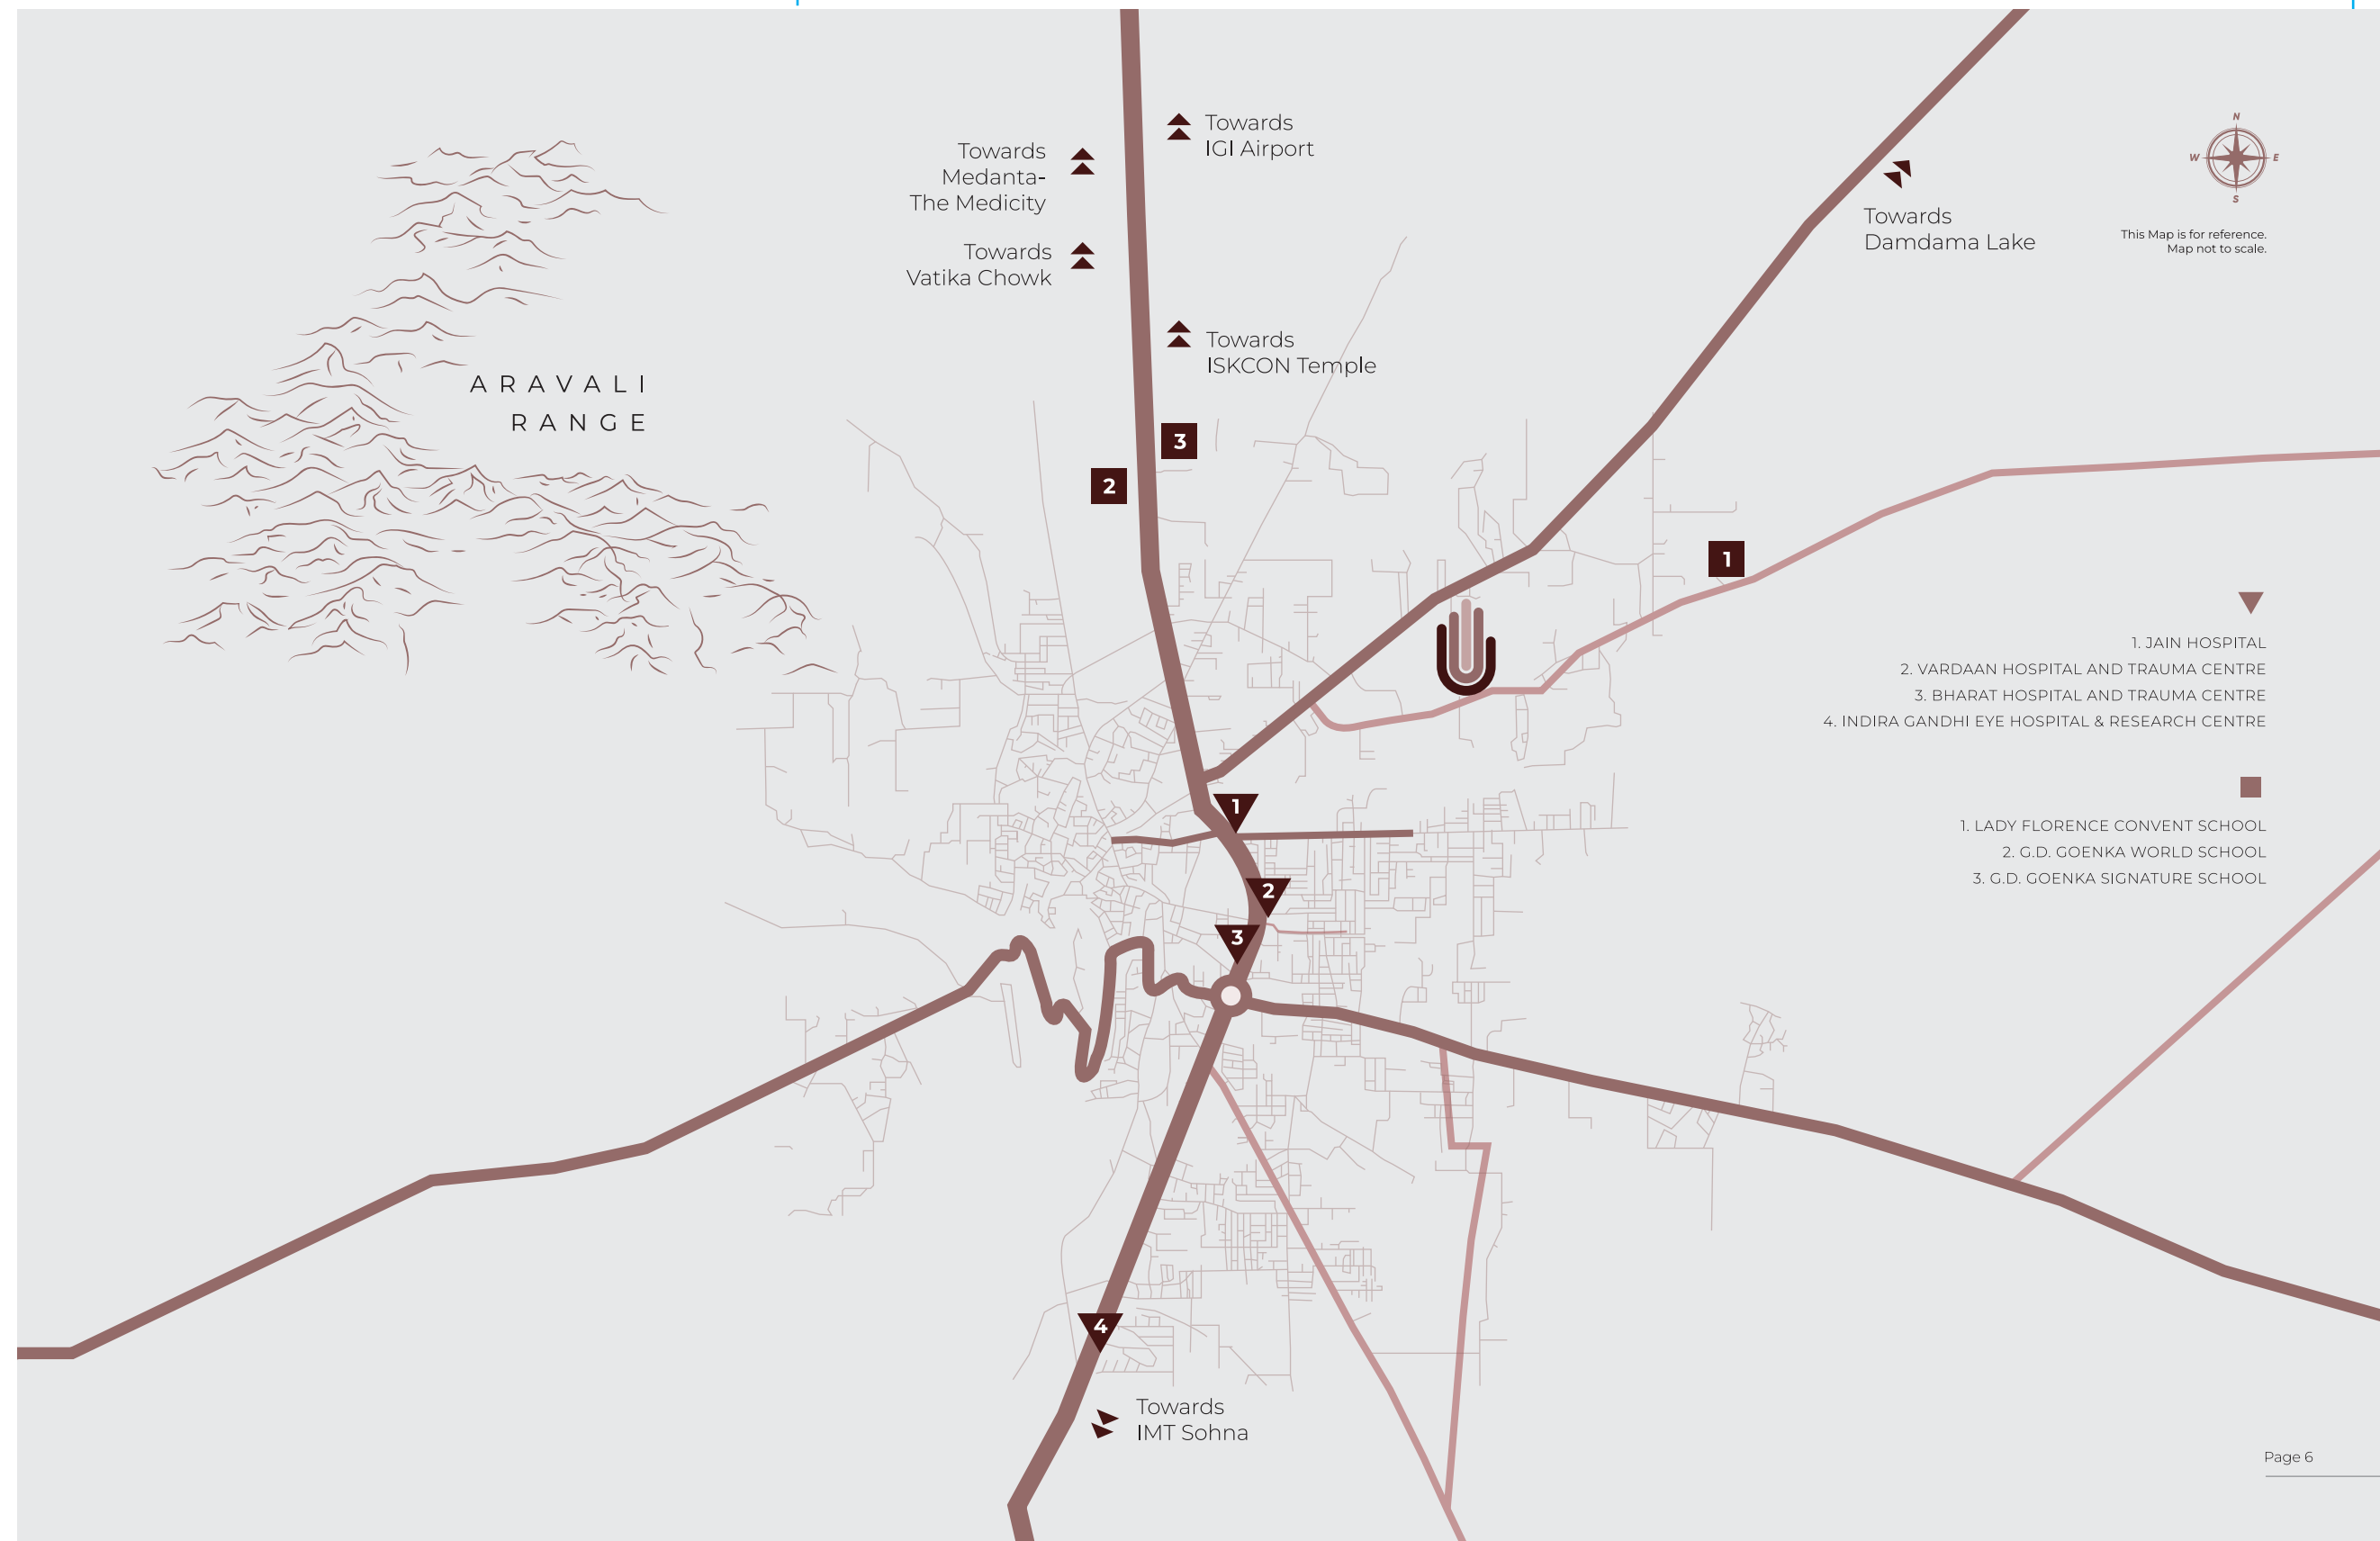 Towards
IGI Airport
Towards
Medanta-
The Medicity
Towards
Vatika Chowk
Towards
Damdama Lake
N
W E
S
This Map is for reference.
Map not to scale.
Towards
ISKCON Temple
ARAVALI
RANGE
3
2
1
1. JAIN HOSPITAL
2. VARDAAN HOSPITAL AND TRAUMA CENTRE
3. BHARAT HOSPITAL AND TRAUMA CENTRE
4. INDIRA GANDHI EYE HOSPITAL & RESEARCH CENTRE
1. LADY FLORENCE CONVENT SCHOOL
2. G.D. GOENKA WORLD SCHOOL
3. G.D. GOENKA SIGNATURE SCHOOL
1
2
3
4
Towards
IMT Sohna
Page 6